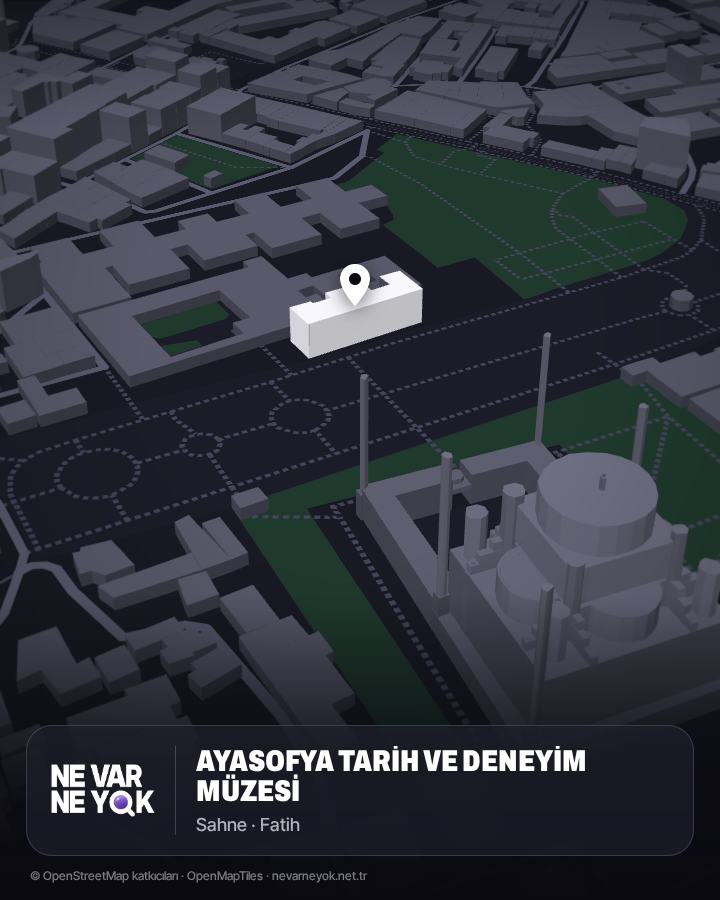 NE VAR
NE YOK
AYASOFYA TARİH VE DENEYİM
MÜZESİ
Sahne · Fatih
© OpenStreetMap katkıcıları · OpenMapTiles · nevarneyok.net.tr